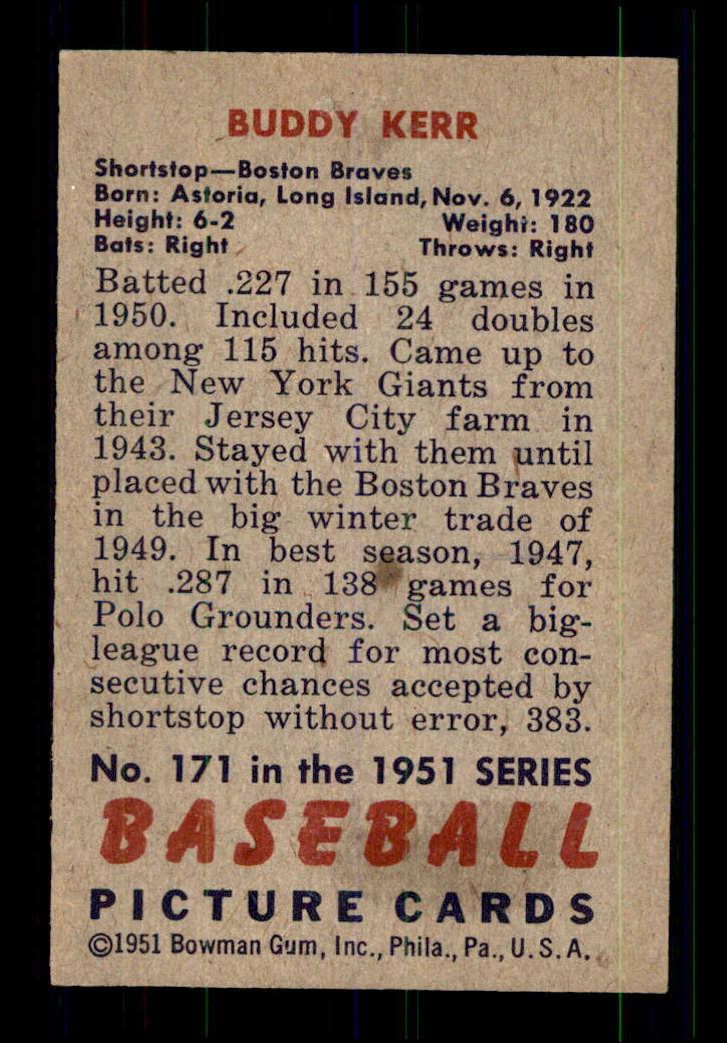 BUDDY KERR
Shortstop—Boston Braves
Born: Astoria, Long Island, Nov. 6, 1922
Height: 6-2 Weight: 180
Bats: Right Throws: Right
Batted .227 in 155 games in
1950. Included 24 doubles
among 115 hits. Came up to
the New York Giants from
their Jersey City farm in
1943. Stayed with them until
placed with the Boston Braves
in the big winter trade of
1949. In best season, 1947,
hit .287 in 138 games for
Polo Grounders. Set a big-
league record for most con-
secutive chances accepted by
shortstop without error, 383.
No. 171 in the 1951 SERIES
BASEBALL
PICTURE CARDS
©1951 Bowman Gum, Inc., Phila., Pa., U.S.A.